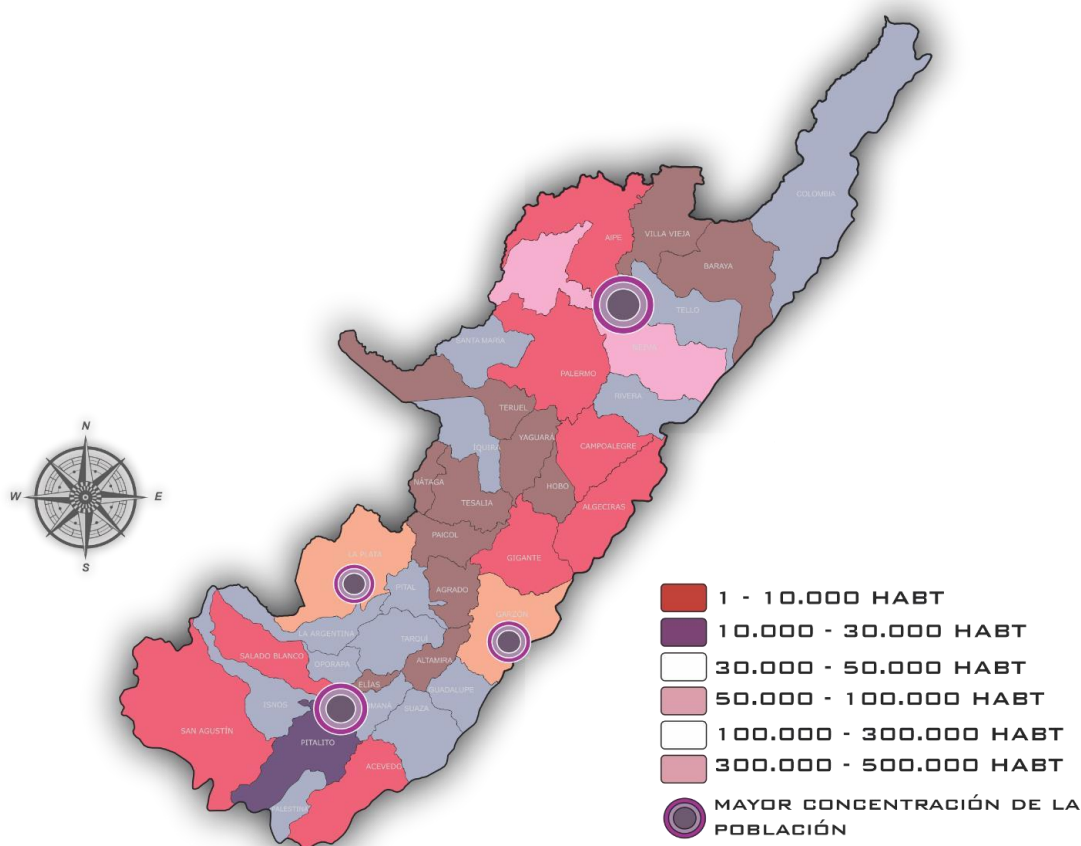 COLOMBIA
VILLA VIEJA
AIPE
BARAYA
TELLO
SANTA MARÍA
PALERMO
RIVERA
TERUEL
YAGUARÁ
CAMPOALEGRE
ÍQUIRA
NÁTAGA
HOBO
TESALIA
ALGECIRAS
PAICOL
GIGANTE
LA PLATA
PITAL
AGRADO
GARZÓN
LA ARGENTINA
TARQUI
SALADO BLANCO
OPORAPA
ALTAMIRA
ELÍAS
GUADALUPE
ISNOS
SUAZA
SAN AGUSTÍN
PITALITO
ACEVEDO
PALESTINA
N
W
E
S
1 - 10.000 HABT
10.000 - 30.000 HABT
30.000 - 50.000 HABT
50.000 - 100.000 HABT
100.000 - 300.000 HABT
300.000 - 500.000 HABT
MAYOR CONCENTRACIÓN DE LA
POBLACIÓN